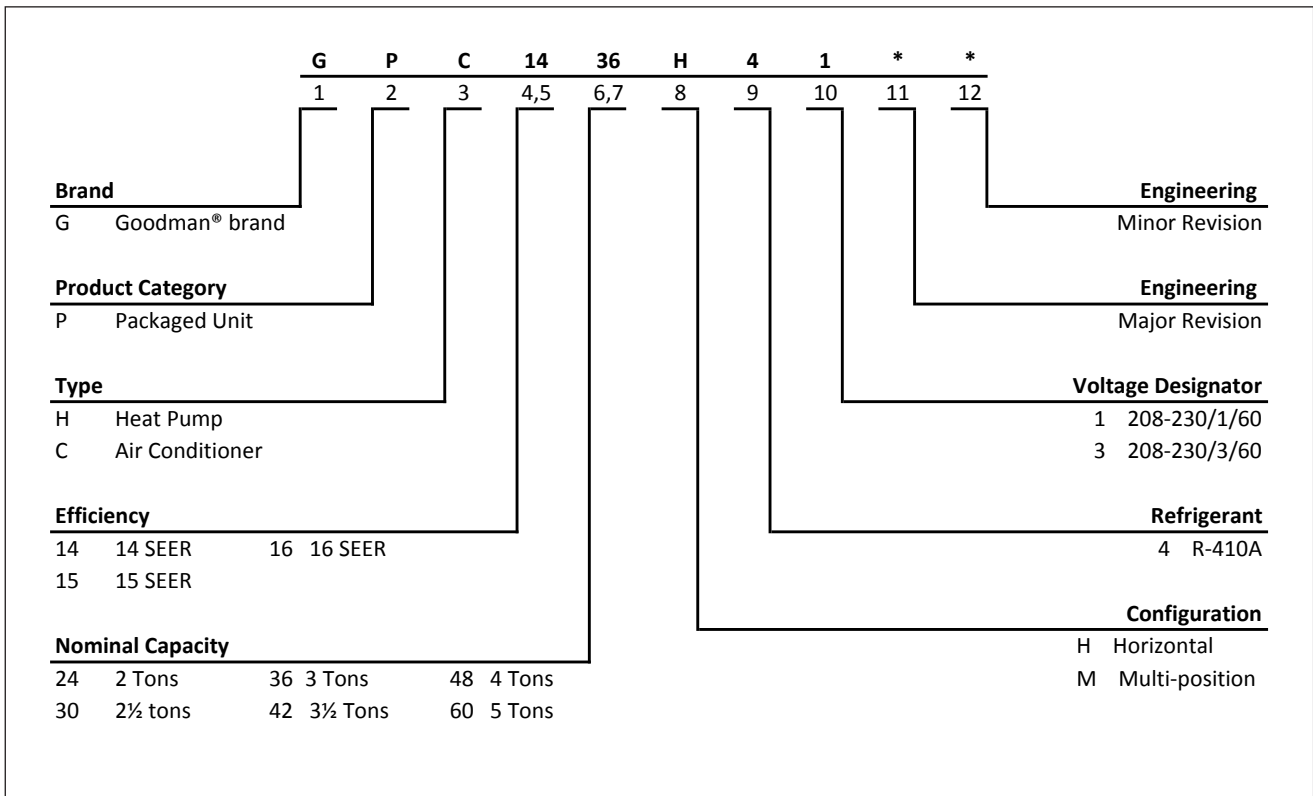 G P C 14 36 H 4 1 * *
1 2 3 4,5 6,7 8 9 10 11 12
Brand
G Goodman® brand
Product Category
P Packaged Unit
Type
H Heat Pump
C Air Conditioner
Efficiency
14 14 SEER 16 16 SEER
15 15 SEER
Nominal Capacity
24 2 Tons 36 3 Tons 48 4 Tons
30 2½ tons 42 3½ Tons 60 5 Tons
Engineering
Minor Revision
Engineering
Major Revision
Voltage Designator
1 208-230/1/60
3 208-230/3/60
Refrigerant
4 R-410A
Configuration
H Horizontal
M Multi-position